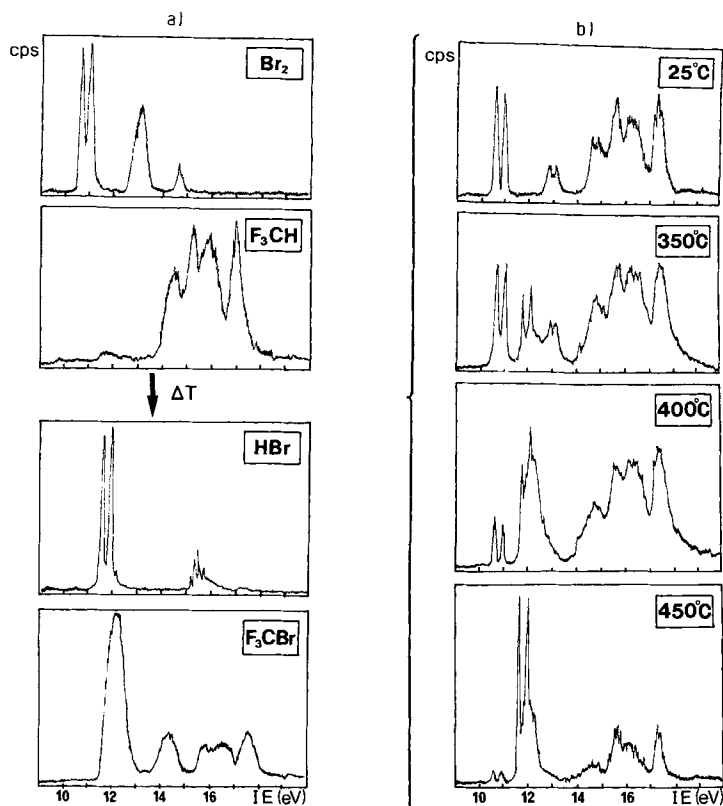 a)
cps
Br₂
F₃CH
ΔT
HBr
F₃CBr
10 12 14 16 IE (eV)
b)
cps
25°C
350°C
400°C
450°C
10 12 14 16 18 IE (eV)